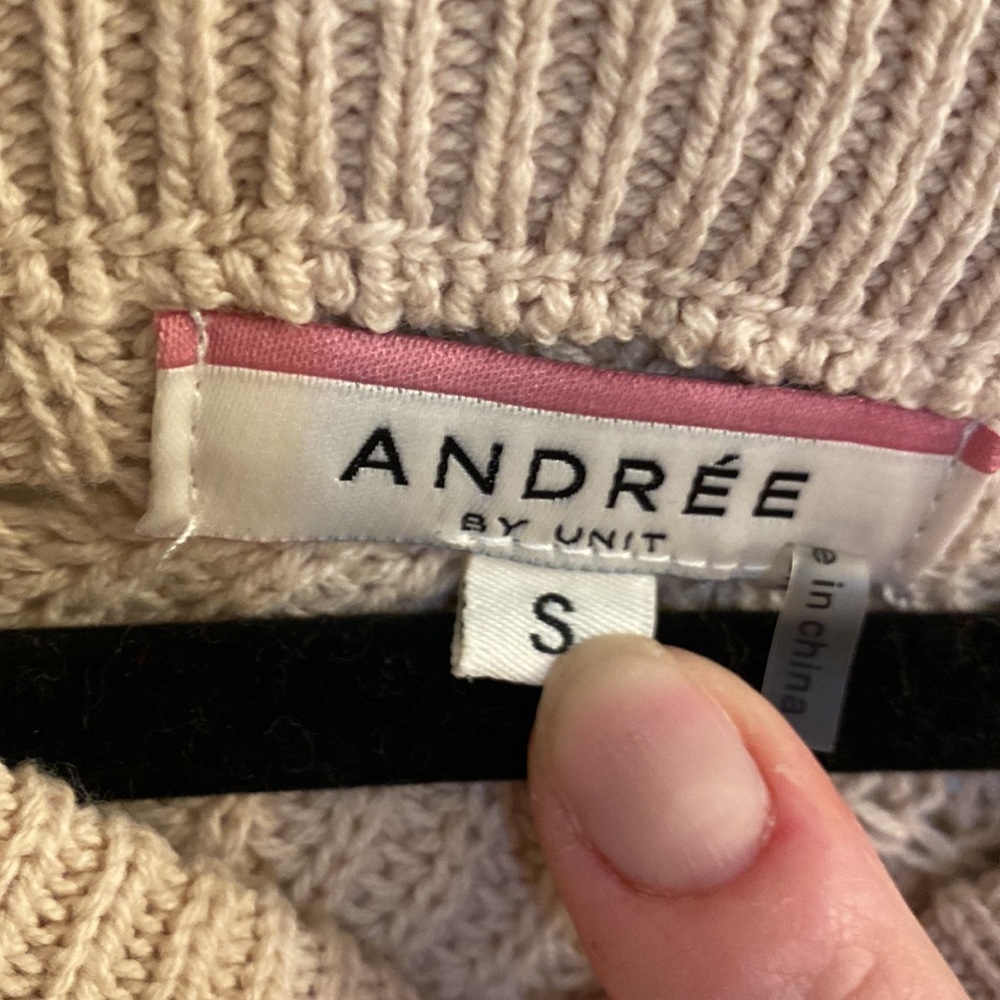 ANDRÉE
BY UNIT
S
e in china